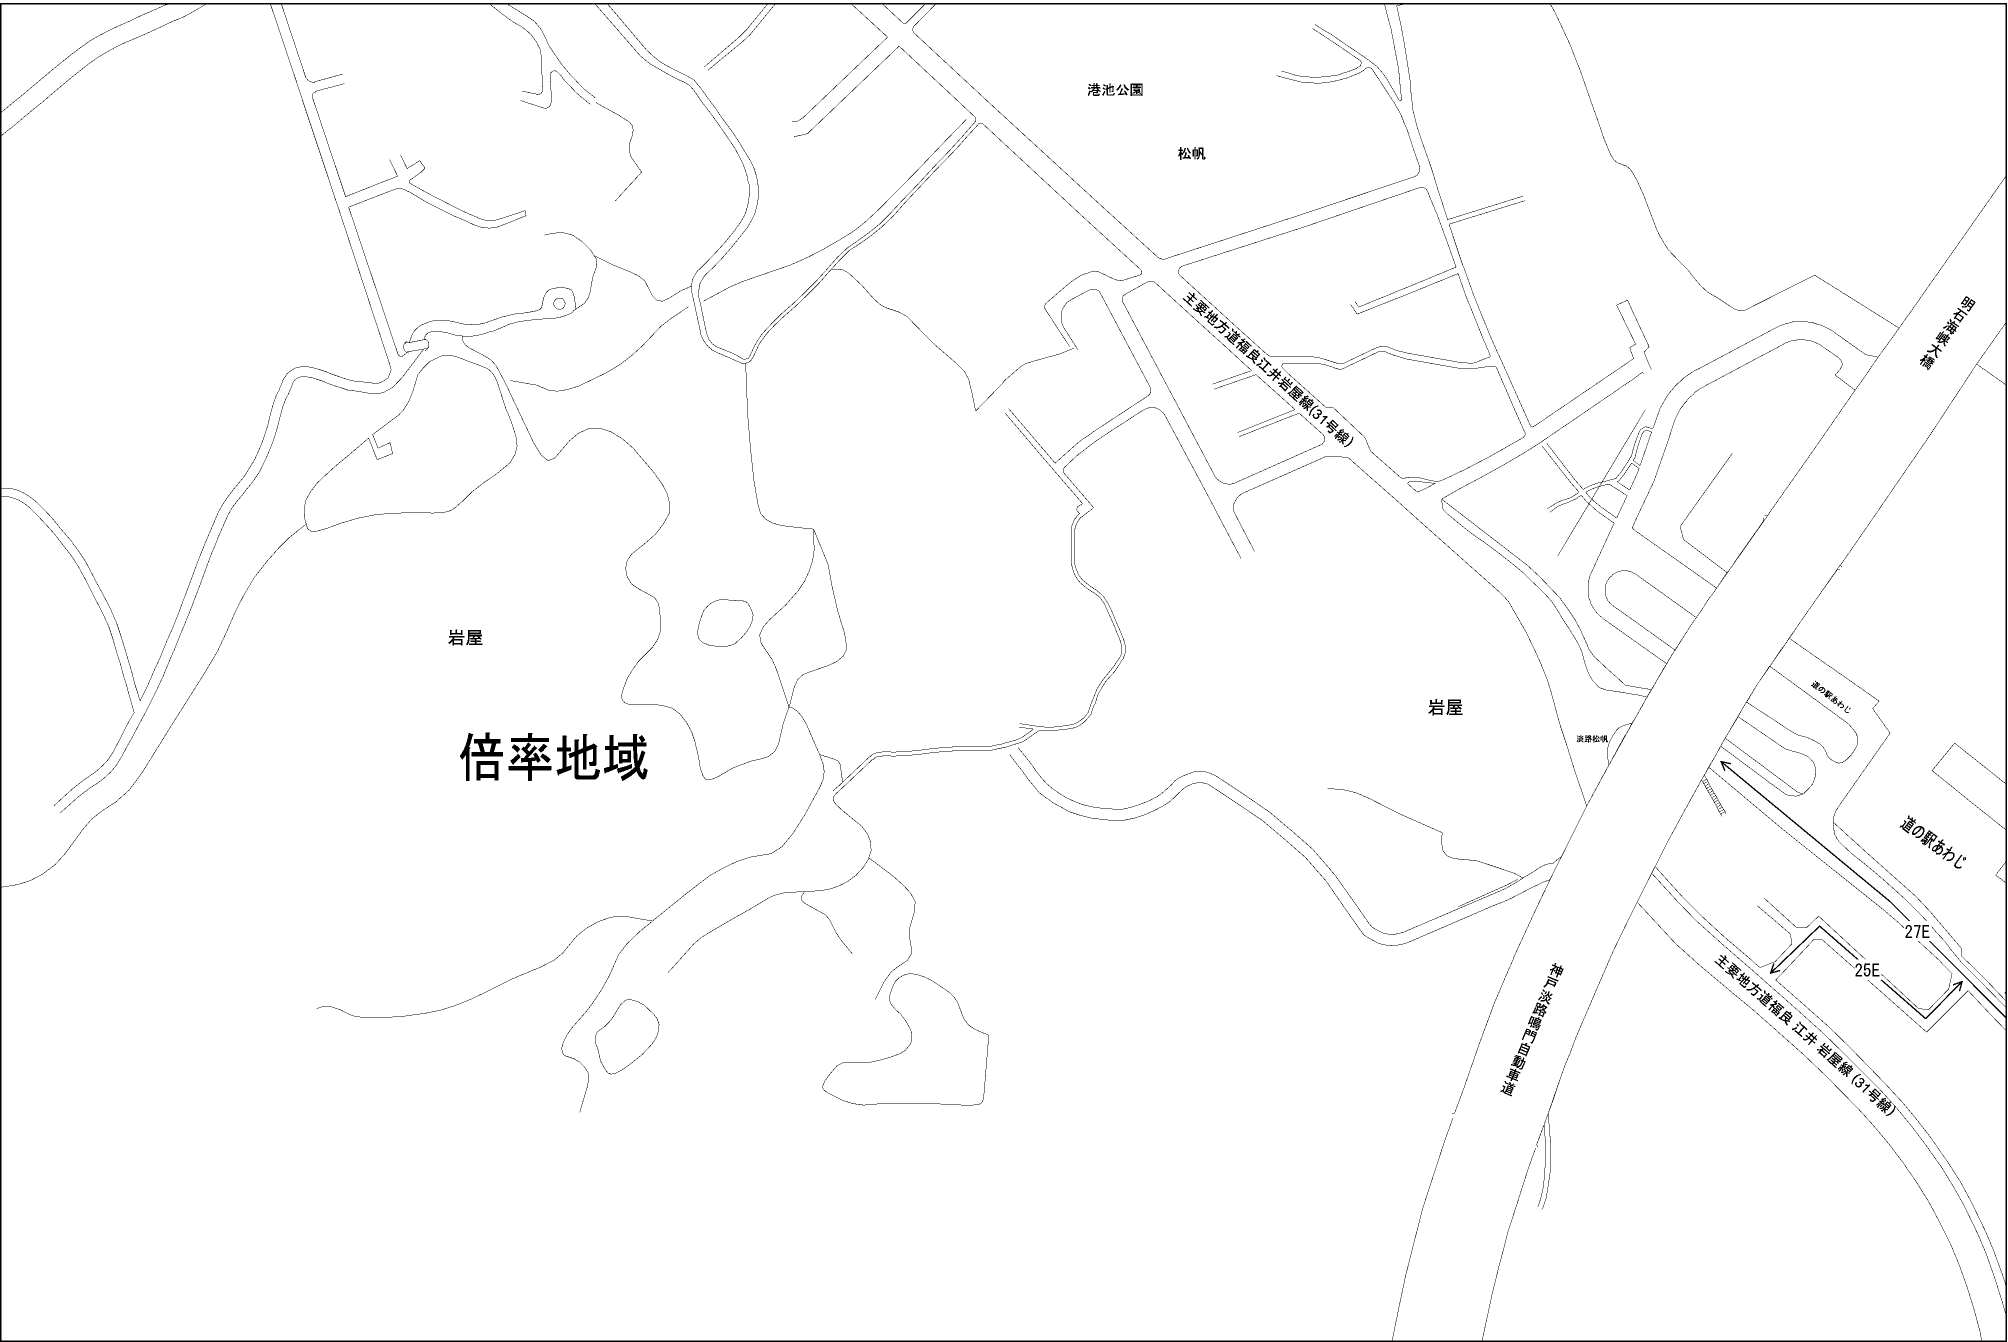 港池公園
松帆
明石海峡大橋
主要地方道福良江井岩屋線(31号線)
岩屋
道の駅あわじ
岩屋
淡路松帆
倍率地域
道の駅あわじ
27E
25E
主要地方道福良 江井 岩屋線 (31号線)
神戸淡路鳴門自動車道